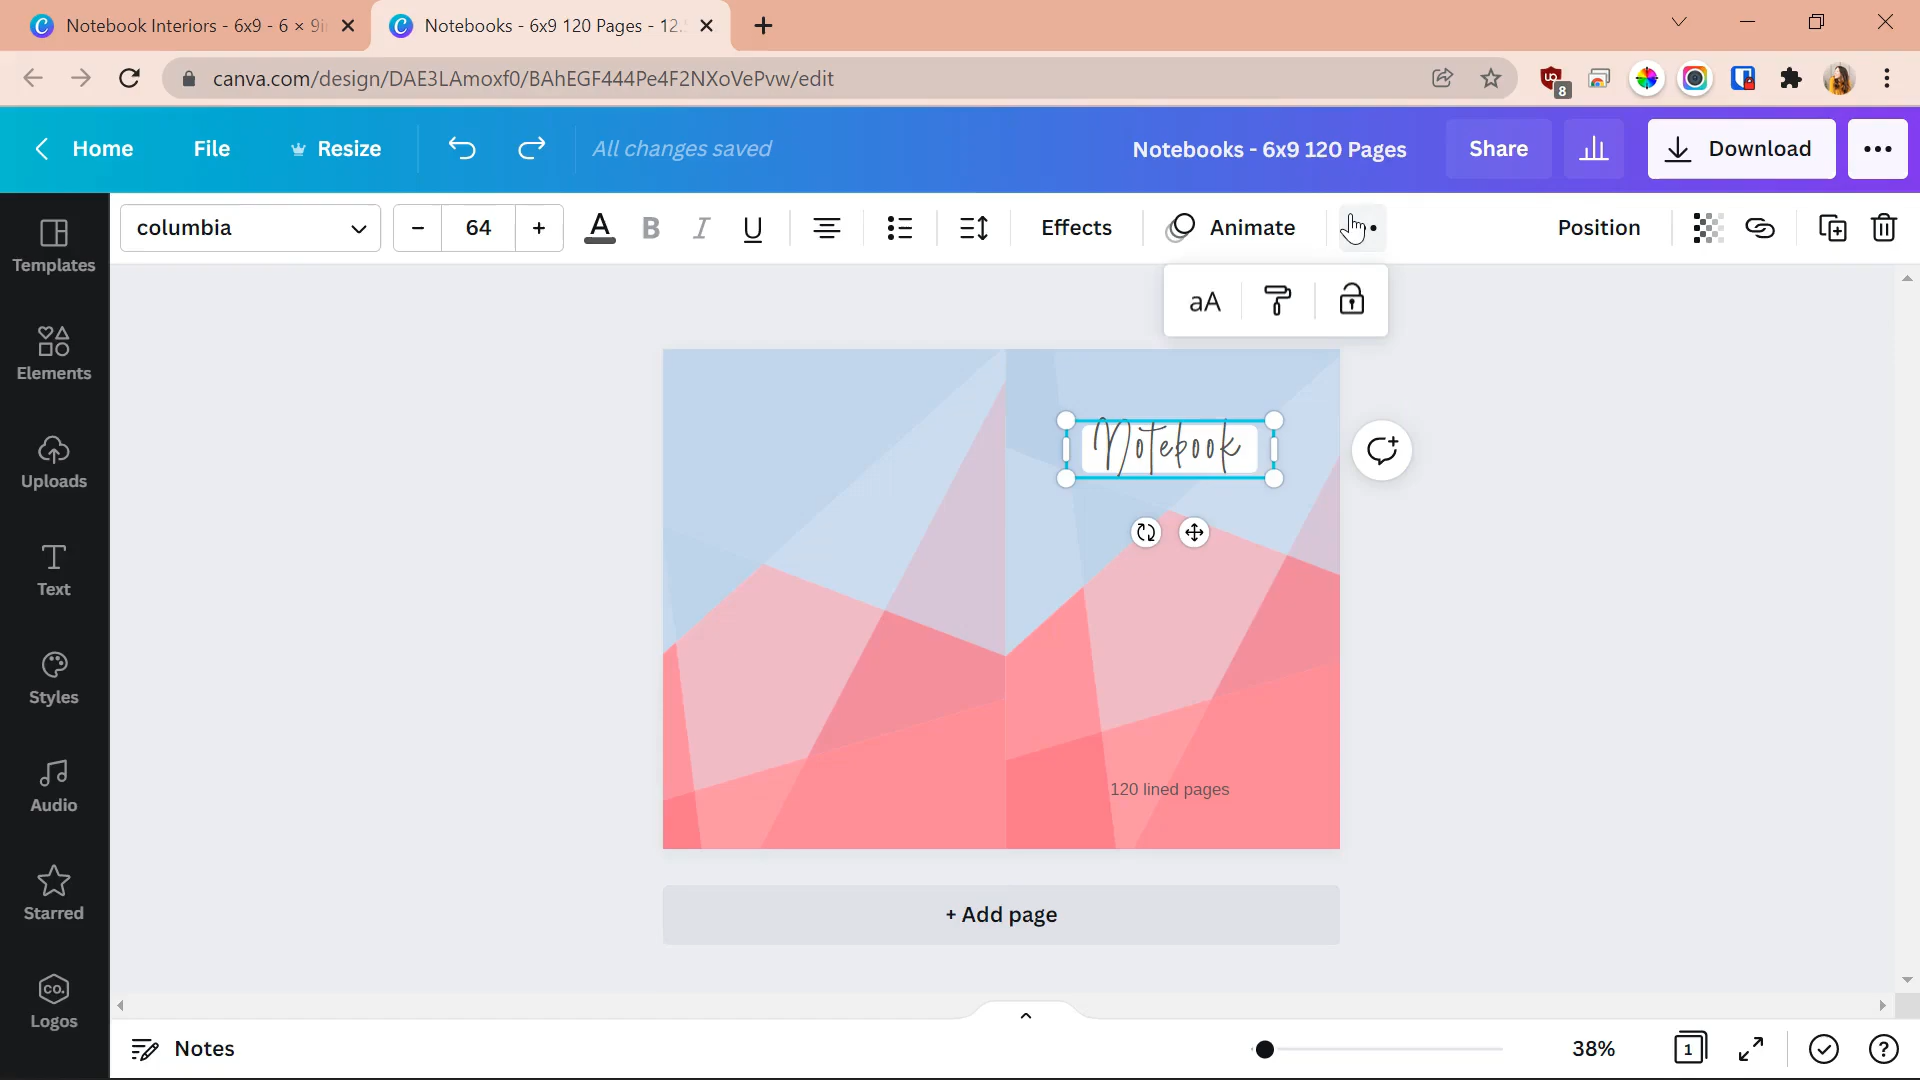 Notebook Interiors - 6x9 - 6 × 9i
Notebooks - 6x9 120 Pages - 12.
canva.com/design/DAE3LAmoxf0/BAhEGF444Pe4F2NXoVePvw/edit
8
Home
File
Resize
All changes saved
Notebooks - 6x9 120 Pages
Share
Download
columbia
- 64 +
A
B
I
U
Effects
Animate
Position
aA
Templates
Elements
Uploads
Text
Styles
Audio
Starred
CO.
Logos
Notebook
120 lined pages
+ Add page
Notes
38%
1
?